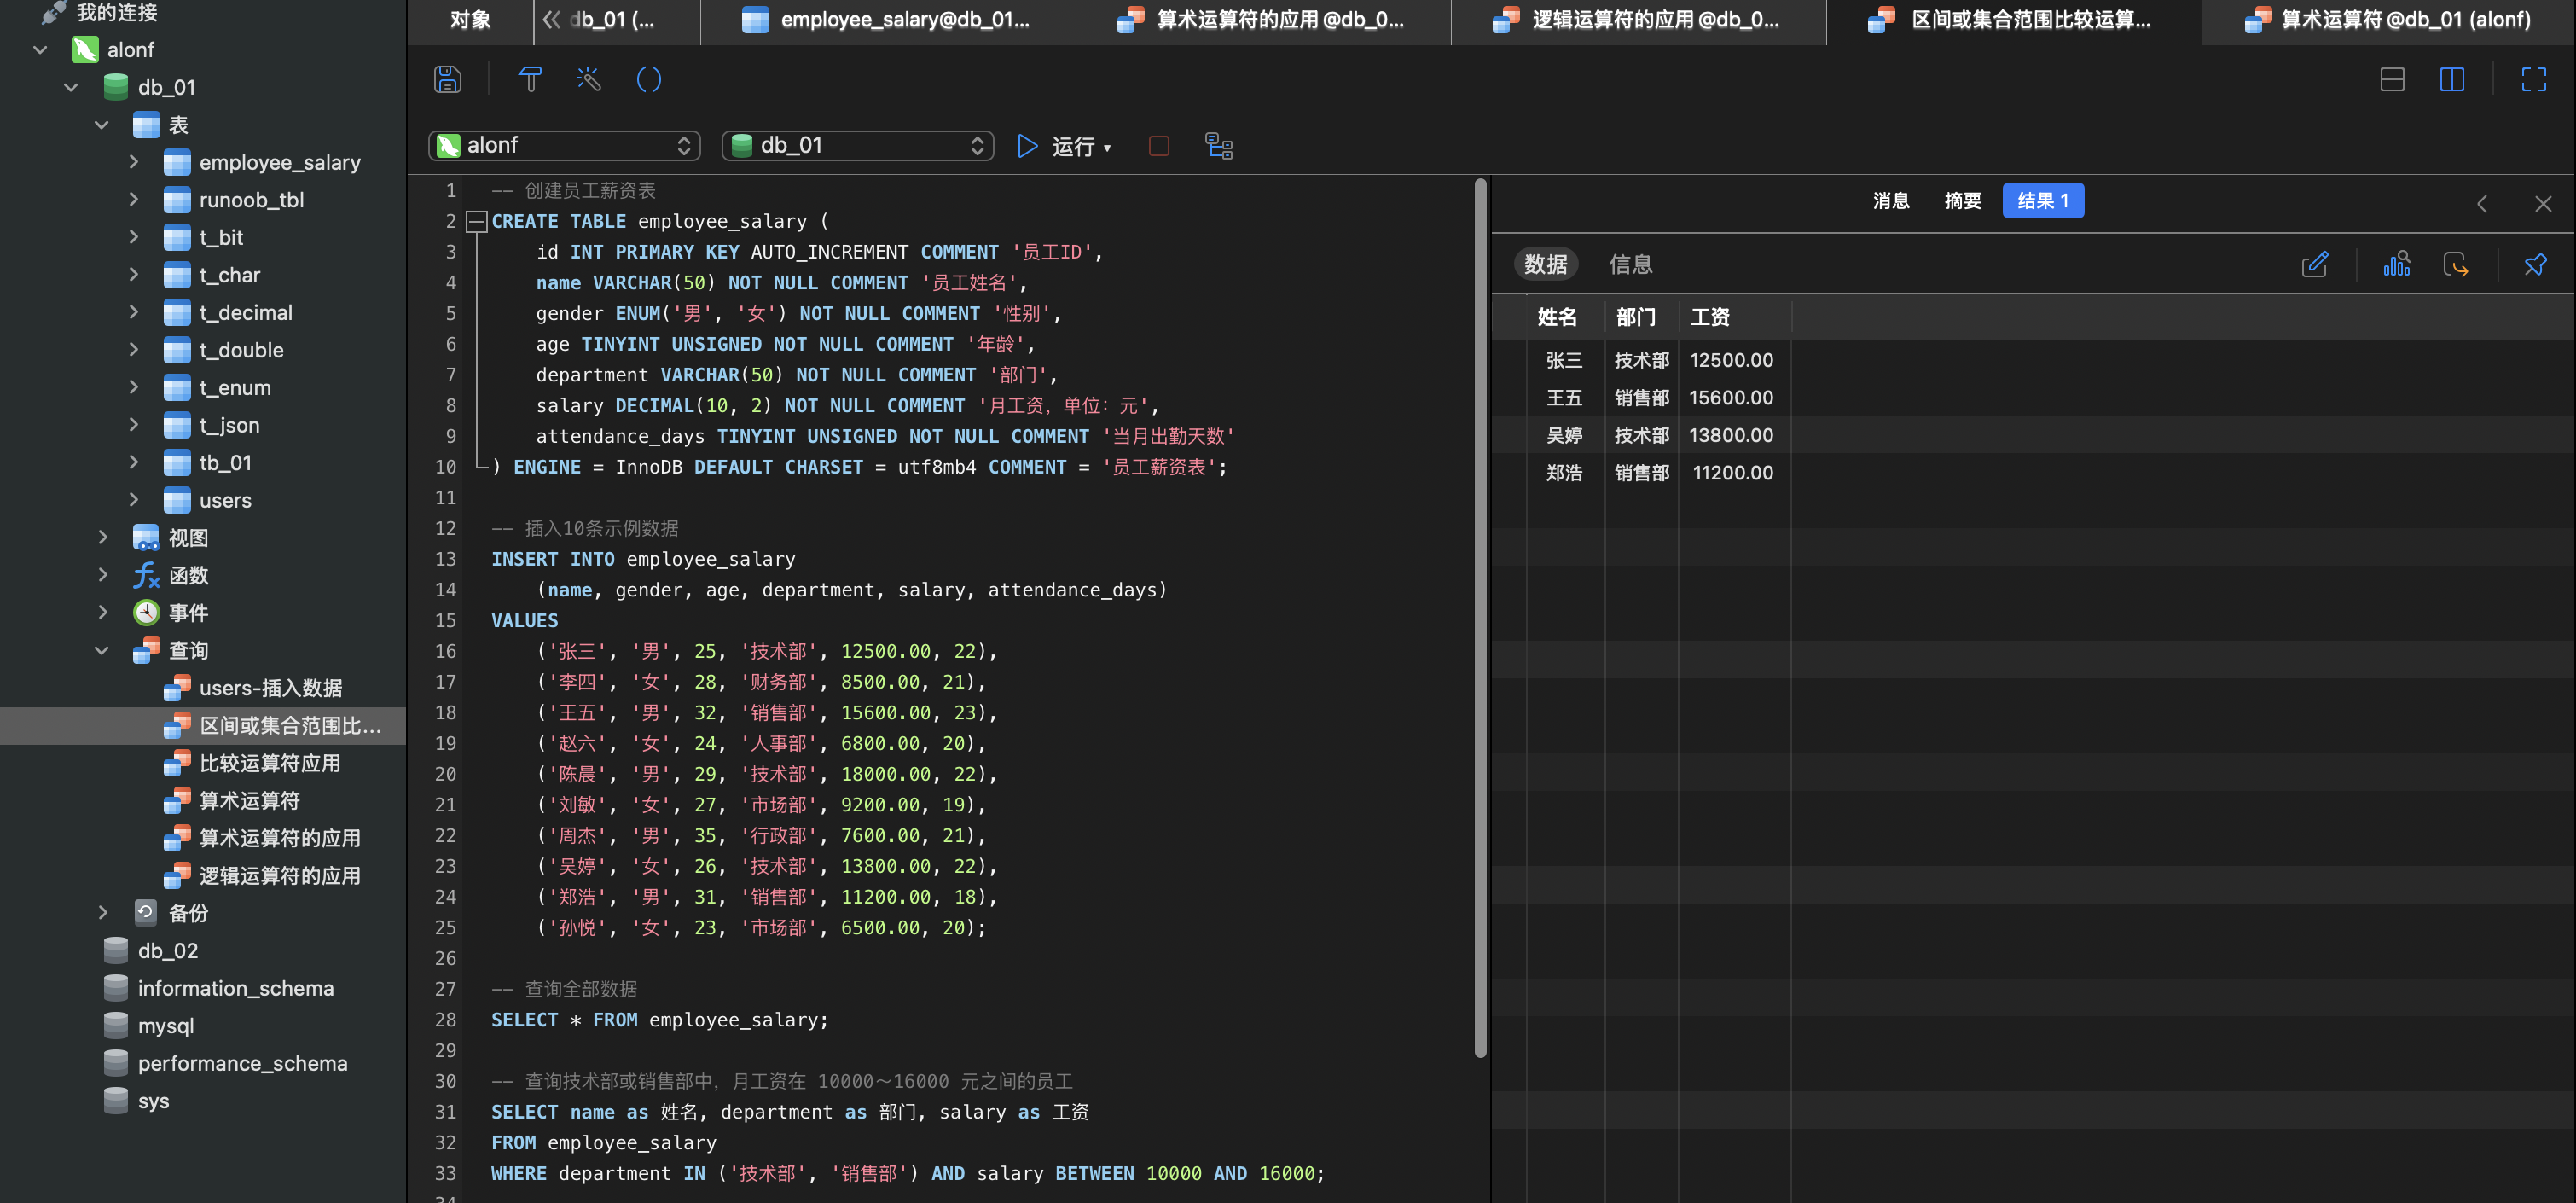 我的连接
alonf
db_01
表
employee_salary
runoob_tbl
t_bit
t_char
t_decimal
t_double
t_enum
t_json
tb_01
users
视图
函数
事件
查询
users-插入数据
区间或集合范围比...
比较运算符应用
算术运算符
算术运算符的应用
逻辑运算符的应用
备份
db_02
information_schema
mysql
performance_schema
sys
对象
db_01 (...
employee_salary@db_01...
算术运算符的应用@db_0...
逻辑运算符的应用@db_0...
区间或集合范围比较运算...
算术运算符@db_01 (alonf)
alonf
db_01
运行
1 -- 创建员工薪资表
2 CREATE TABLE employee_salary (
3 id INT PRIMARY KEY AUTO_INCREMENT COMMENT '员工ID',
4 name VARCHAR(50) NOT NULL COMMENT '员工姓名',
5 gender ENUM('男', '女') NOT NULL COMMENT '性别',
6 age TINYINT UNSIGNED NOT NULL COMMENT '年龄',
7 department VARCHAR(50) NOT NULL COMMENT '部门',
8 salary DECIMAL(10, 2) NOT NULL COMMENT '月工资，单位：元',
9 attendance_days TINYINT UNSIGNED NOT NULL COMMENT '当月出勤天数'
10 ) ENGINE = InnoDB DEFAULT CHARSET = utf8mb4 COMMENT = '员工薪资表';
11
12 -- 插入10条示例数据
13 INSERT INTO employee_salary
14 (name, gender, age, department, salary, attendance_days)
15 VALUES
16 ('张三', '男', 25, '技术部', 12500.00, 22),
17 ('李四', '女', 28, '财务部', 8500.00, 21),
18 ('王五', '男', 32, '销售部', 15600.00, 23),
19 ('赵六', '女', 24, '人事部', 6800.00, 20),
20 ('陈晨', '男', 29, '技术部', 18000.00, 22),
21 ('刘敏', '女', 27, '市场部', 9200.00, 19),
22 ('周杰', '男', 35, '行政部', 7600.00, 21),
23 ('吴婷', '女', 26, '技术部', 13800.00, 22),
24 ('郑浩', '男', 31, '销售部', 11200.00, 18),
25 ('孙悦', '女', 23, '市场部', 6500.00, 20);
26
27 -- 查询全部数据
28 SELECT * FROM employee_salary;
29
30 -- 查询技术部或销售部中，月工资在 10000～16000 元之间的员工
31 SELECT name as 姓名, department as 部门, salary as 工资
32 FROM employee_salary
33 WHERE department IN ('技术部', '销售部') AND salary BETWEEN 10000 AND 16000;
34
消息 摘要 结果 1
数据 信息
姓名 部门 工资
张三 技术部 12500.00
王五 销售部 15600.00
吴婷 技术部 13800.00
郑浩 销售部 11200.00